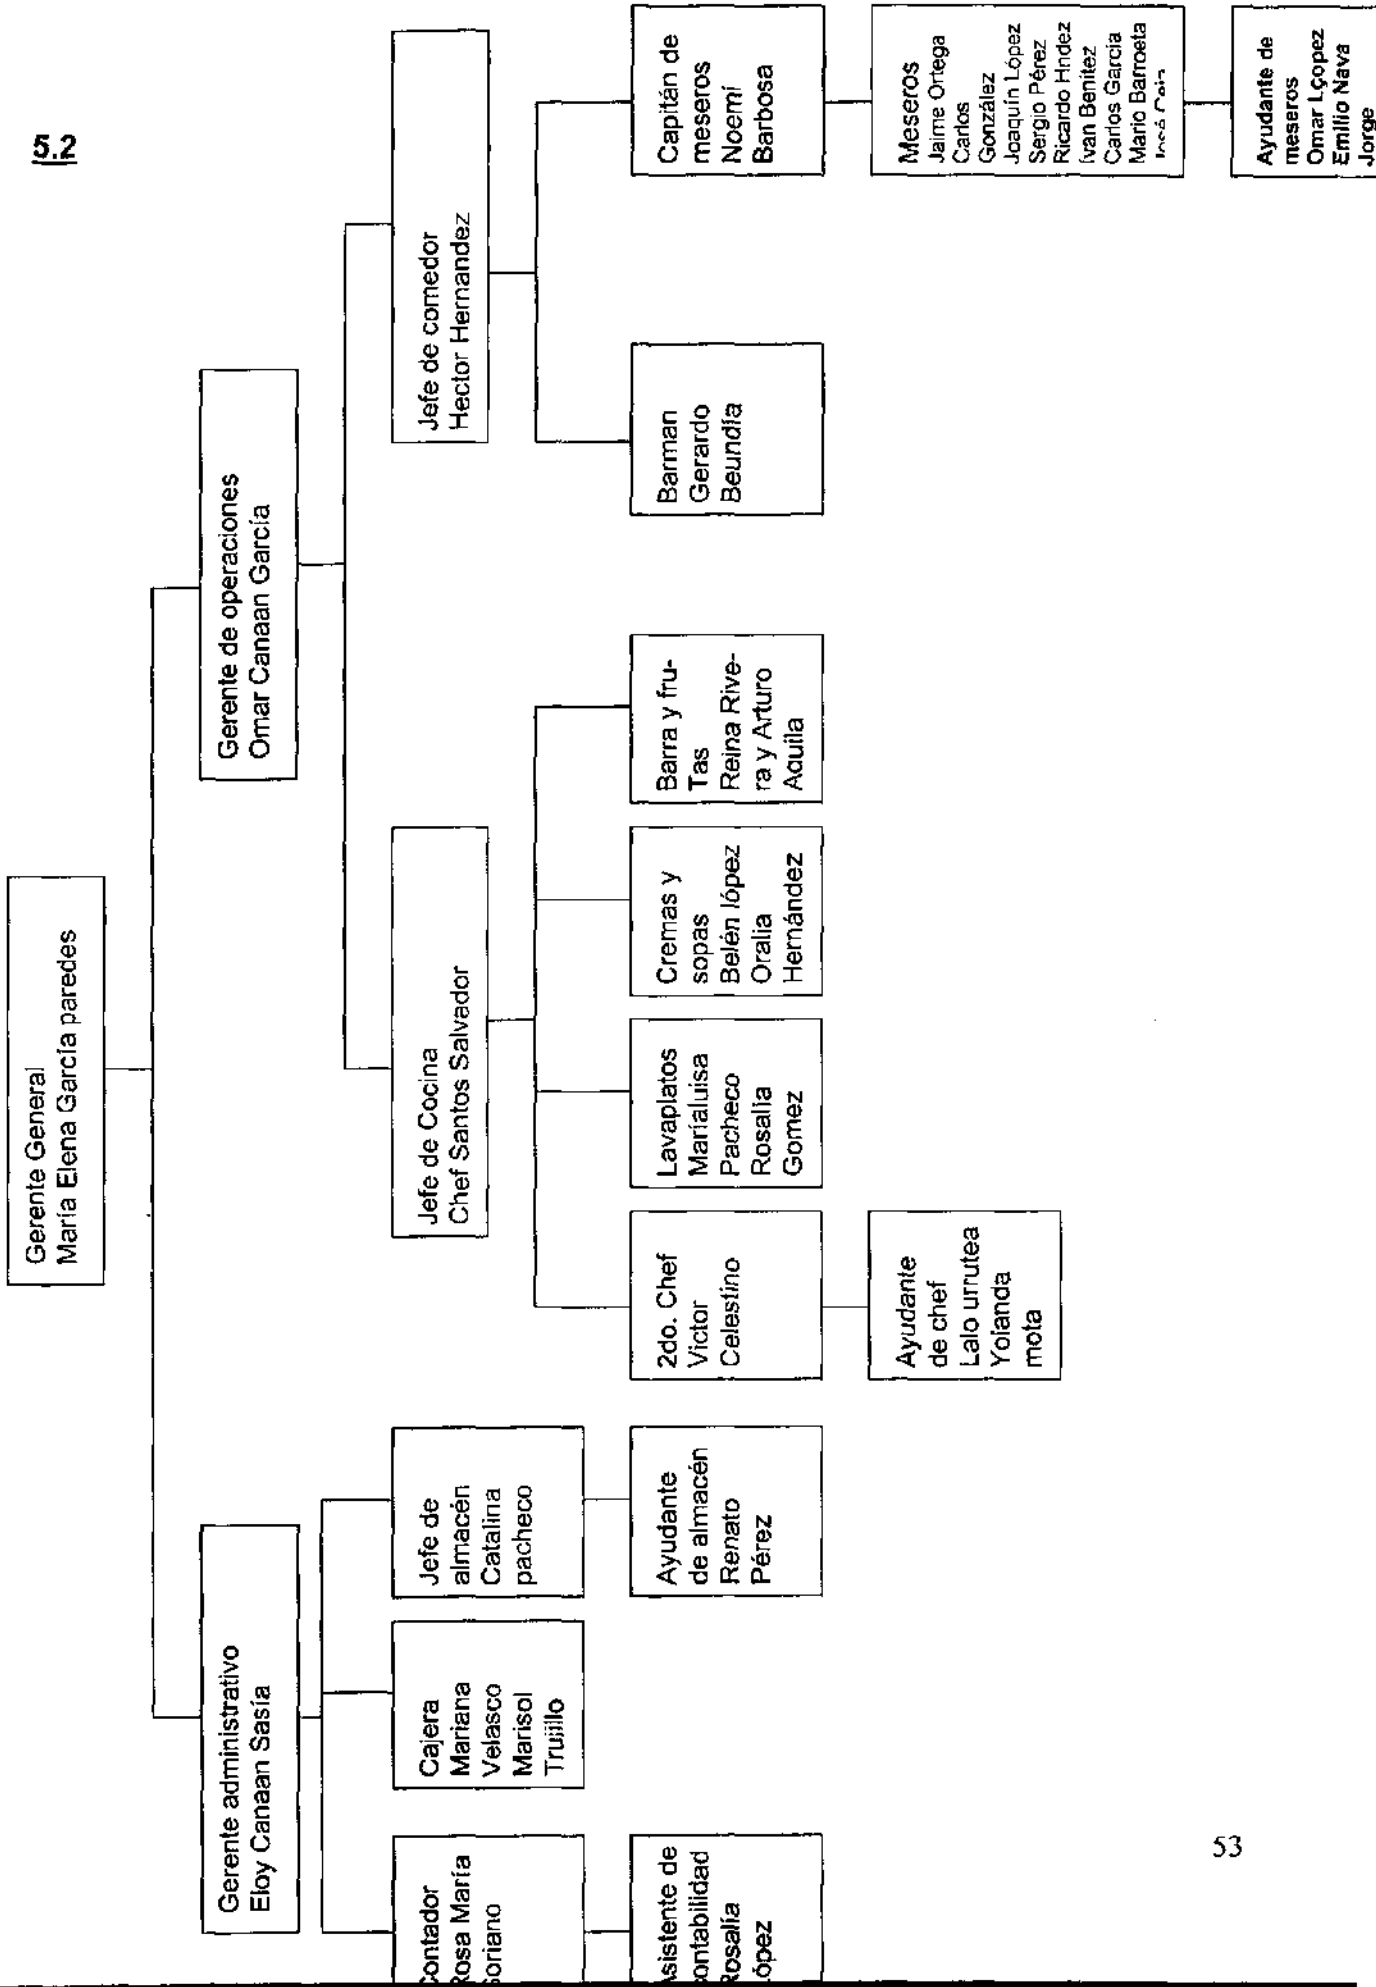 5.2
Gerente General
María Elena García paredes
Gerente administrativo
Eloy Canaan Sasía
Gerente de operaciones
Omar Canaan García
Contador
Rosa María
Soriano
Cajera
Mariana
Velasco
Marisol
Trujillo
Jefe de
almacén
Catalina
pacheco
Jefe de Cocina
Chef Santos Salvador
Jefe de comedor
Hector Hernandez
Asistente de
contabilidad
Rosalía
López
Ayudante
de almacén
Renato
Pérez
2do. Chef
Victor
Celestino
Lavaplatos
Maríaluisa
Pacheco
Rosalia
Gomez
Cremas y
sopas
Belén lópez
Oralia
Hernández
Barra y fru-
Tas
Reina Rive-
ra y Arturo
Aquila
Barman
Gerardo
Beundía
Capitán de
meseros
Noemí
Barbosa
Ayudante
de chef
Lalo urrutea
Yolanda
mota
Meseros
Jaime Ortega
Carlos
González
Joaquín López
Sergio Pérez
Ricardo Hndez
Ivan Benítez
Carlos Garcia
Mario Barroeta
José
Ayudante de
meseros
Omar Lçopez
Emilio Nava
Jorge
53